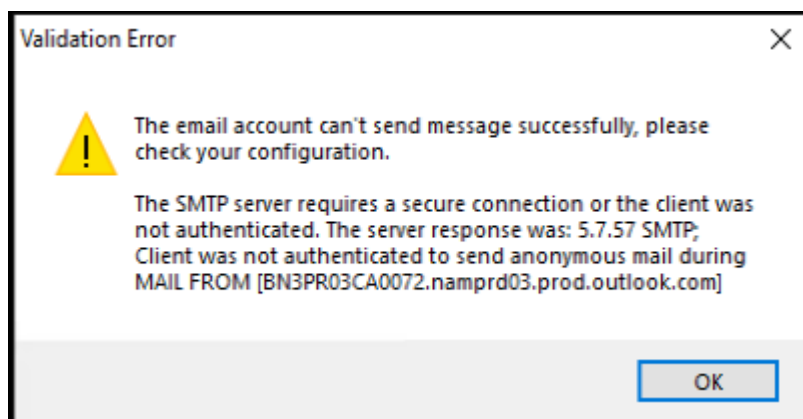 Validation Error
The email account can't send message successfully, please
check your configuration.
The SMTP server requires a secure connection or the client was
not authenticated. The server response was: 5.7.57 SMTP;
Client was not authenticated to send anonymous mail during
MAIL FROM [BN3PR03CA0072.namprd03.prod.outlook.com]
OK